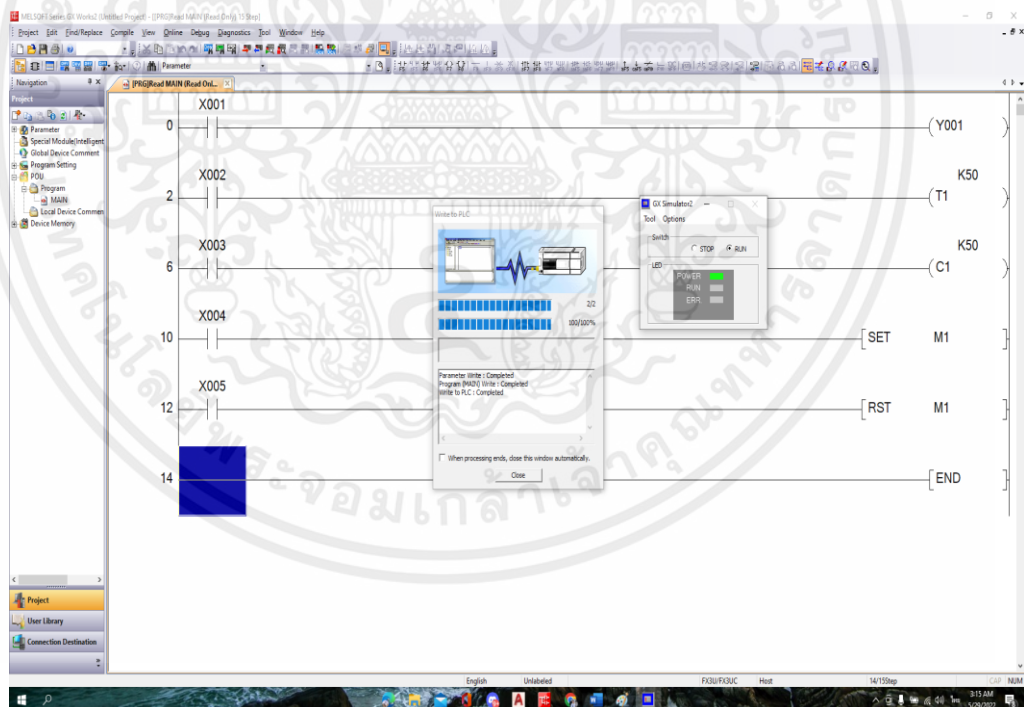 MELSOFT Series GX Works2 (Untitled Project) - [[PRG]Read MAIN (Read Only) 15 Step]
Project Edit Find/Replace Compile View Online Debug Diagnostics Tool Window Help
Parameter
Navigation
[PRG]Read MAIN (Read Onl...
Project
Parameter
Special Module(Intelligent
Global Device Comment
Program Setting
POU
Program
MAIN
Local Device Commen
Device Memory
X001
0
Y001
X002
K50
2
T1
X003
K50
6
C1
X004
10
SET M1
X005
12
RST M1
14
END
Write to PLC
2/2
100/100%
Parameter Write : Completed
Program (MAIN) Write : Completed
Write to PLC : Completed
When processing ends, close this window automatically.
Close
GX Simulator2
Tool Options
Switch
STOP RUN
LED
POWER
RUN
ERR.
Project
User Library
Connection Destination
English Unlabeled FX3U/FX3UC Host 14/15Step CAP NUM
3:15 AM
5/29/2022